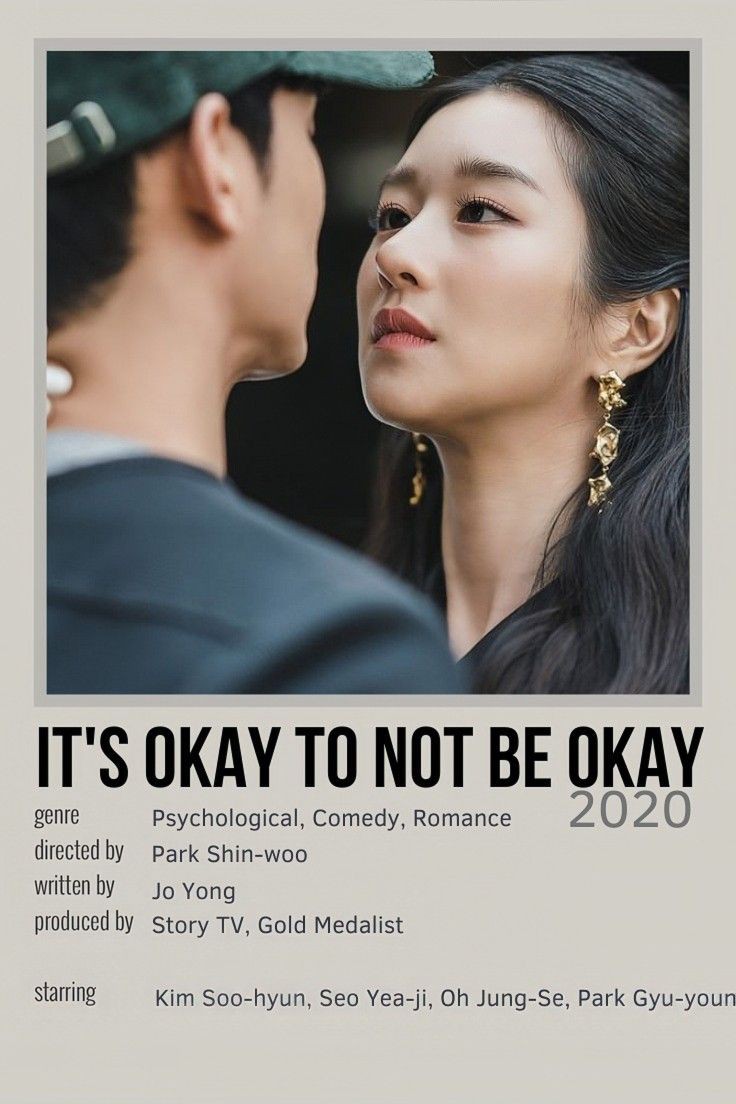 IT'S OKAY TO NOT BE OKAY
2020
genre Psychological, Comedy, Romance
directed by Park Shin-woo
written by Jo Yong
produced by Story TV, Gold Medalist
starring Kim Soo-hyun, Seo Yea-ji, Oh Jung-Se, Park Gyu-youn